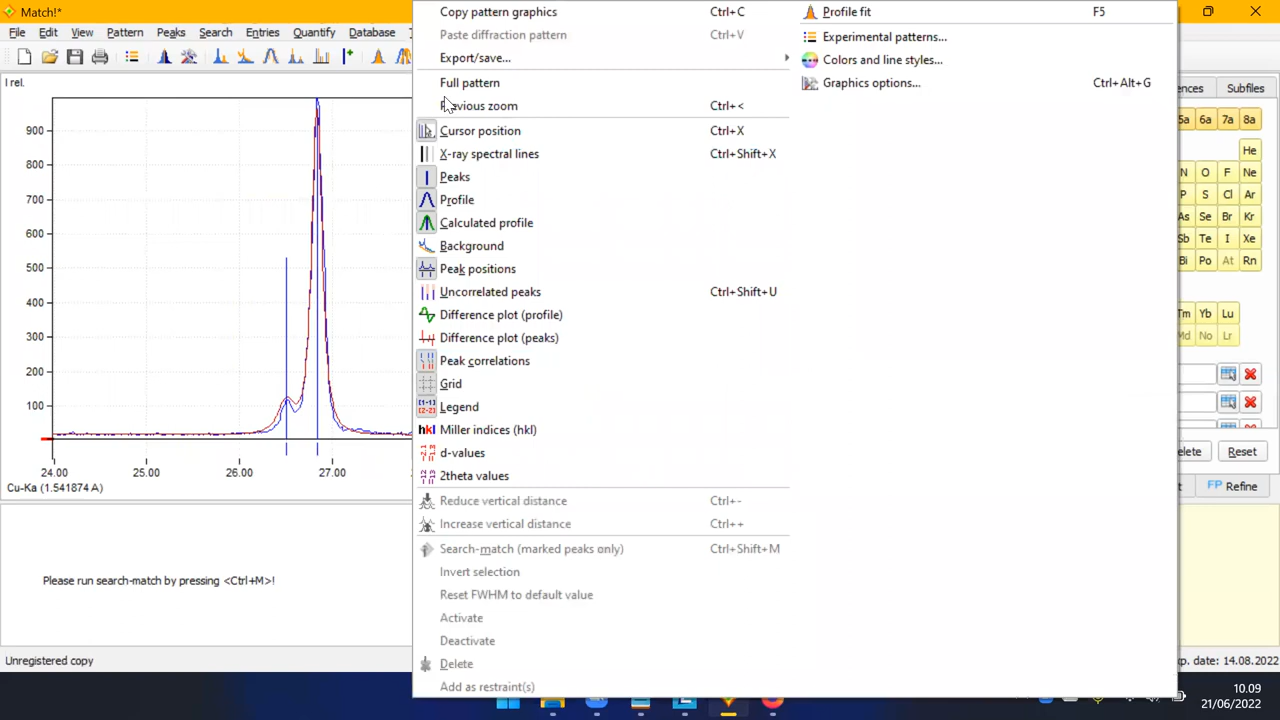 Match!*
File Edit View Pattern Peaks Search Entries Quantify Database
I rel.
900
800
700
600
500
400
300
200
100
24.00 25.00 26.00 27.00
Cu-Ka (1.541874 A)
Please run search-match by pressing <Ctrl+M>!
Unregistered copy
Copy pattern graphics Ctrl+C
Paste diffraction pattern Ctrl+V
Export/save...
Full pattern
Previous zoom Ctrl+<
Cursor position Ctrl+X
X-ray spectral lines Ctrl+Shift+X
Peaks
Profile
Calculated profile
Background
Peak positions
Uncorrelated peaks Ctrl+Shift+U
Difference plot (profile)
Difference plot (peaks)
Peak correlations
Grid
Legend
hkl Miller indices (hkl)
d-values
2theta values
Reduce vertical distance Ctrl+-
Increase vertical distance Ctrl++
Search-match (marked peaks only) Ctrl+Shift+M
Invert selection
Reset FWHM to default value
Activate
Deactivate
Delete
Add as restraint(s)
Profile fit F5
Experimental patterns...
Colors and line styles...
Graphics options... Ctrl+Alt+G
ences Subfiles
5a 6a 7a 8a
He
N O F Ne
P S Cl Ar
As Se Br Kr
Sb Te I Xe
Bi Po At Rn
Tm Yb Lu
Md No Lr
elete Reset
t FP Refine
p. date: 14.08.2022
10.09
21/06/2022